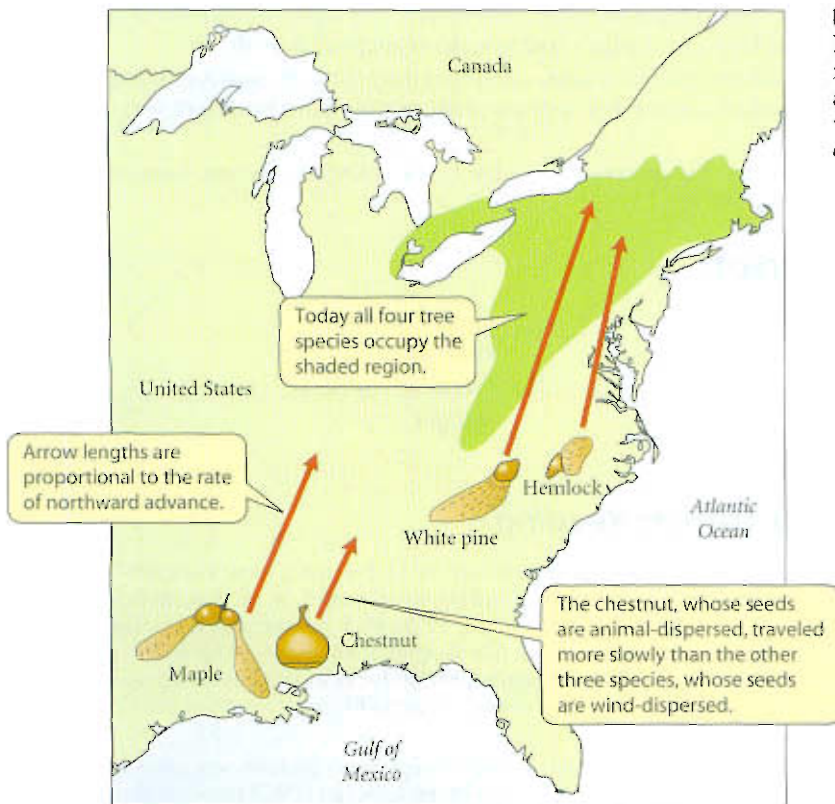 Canada
Today all four tree
species occupy the
shaded region.
United States
Arrow lengths are
proportional to the rate
of northward advance.
Hemlock
White pine
Atlantic
Ocean
The chestnut, whose seeds
are animal-dispersed, traveled
more slowly than the other
three species, whose seeds
are wind-dispersed.
Chestnut
Maple
Gulf of
Mexico